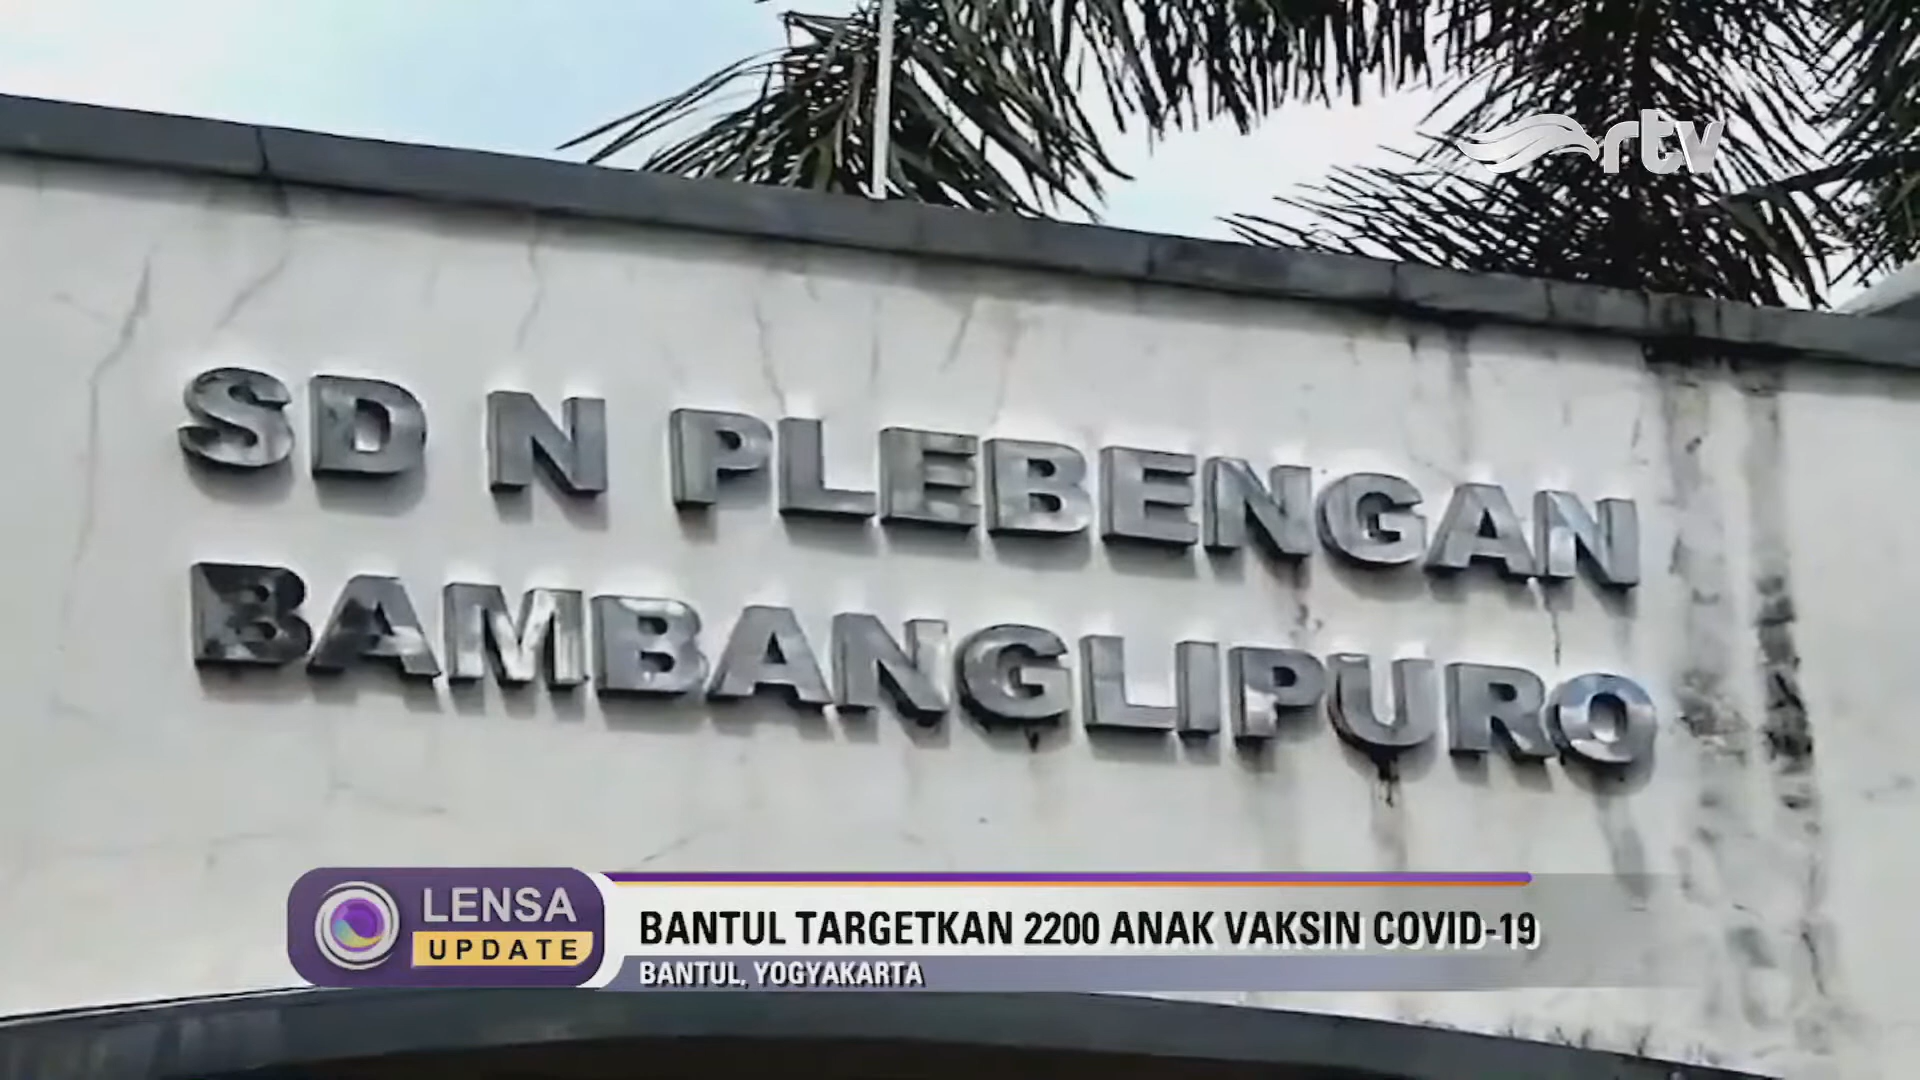 rtv
SD N PLEBENGAN
BAMBANGLIPURO
LENSA
UPDATE
BANTUL TARGETKAN 2200 ANAK VAKSIN COVID-19
BANTUL, YOGYAKARTA